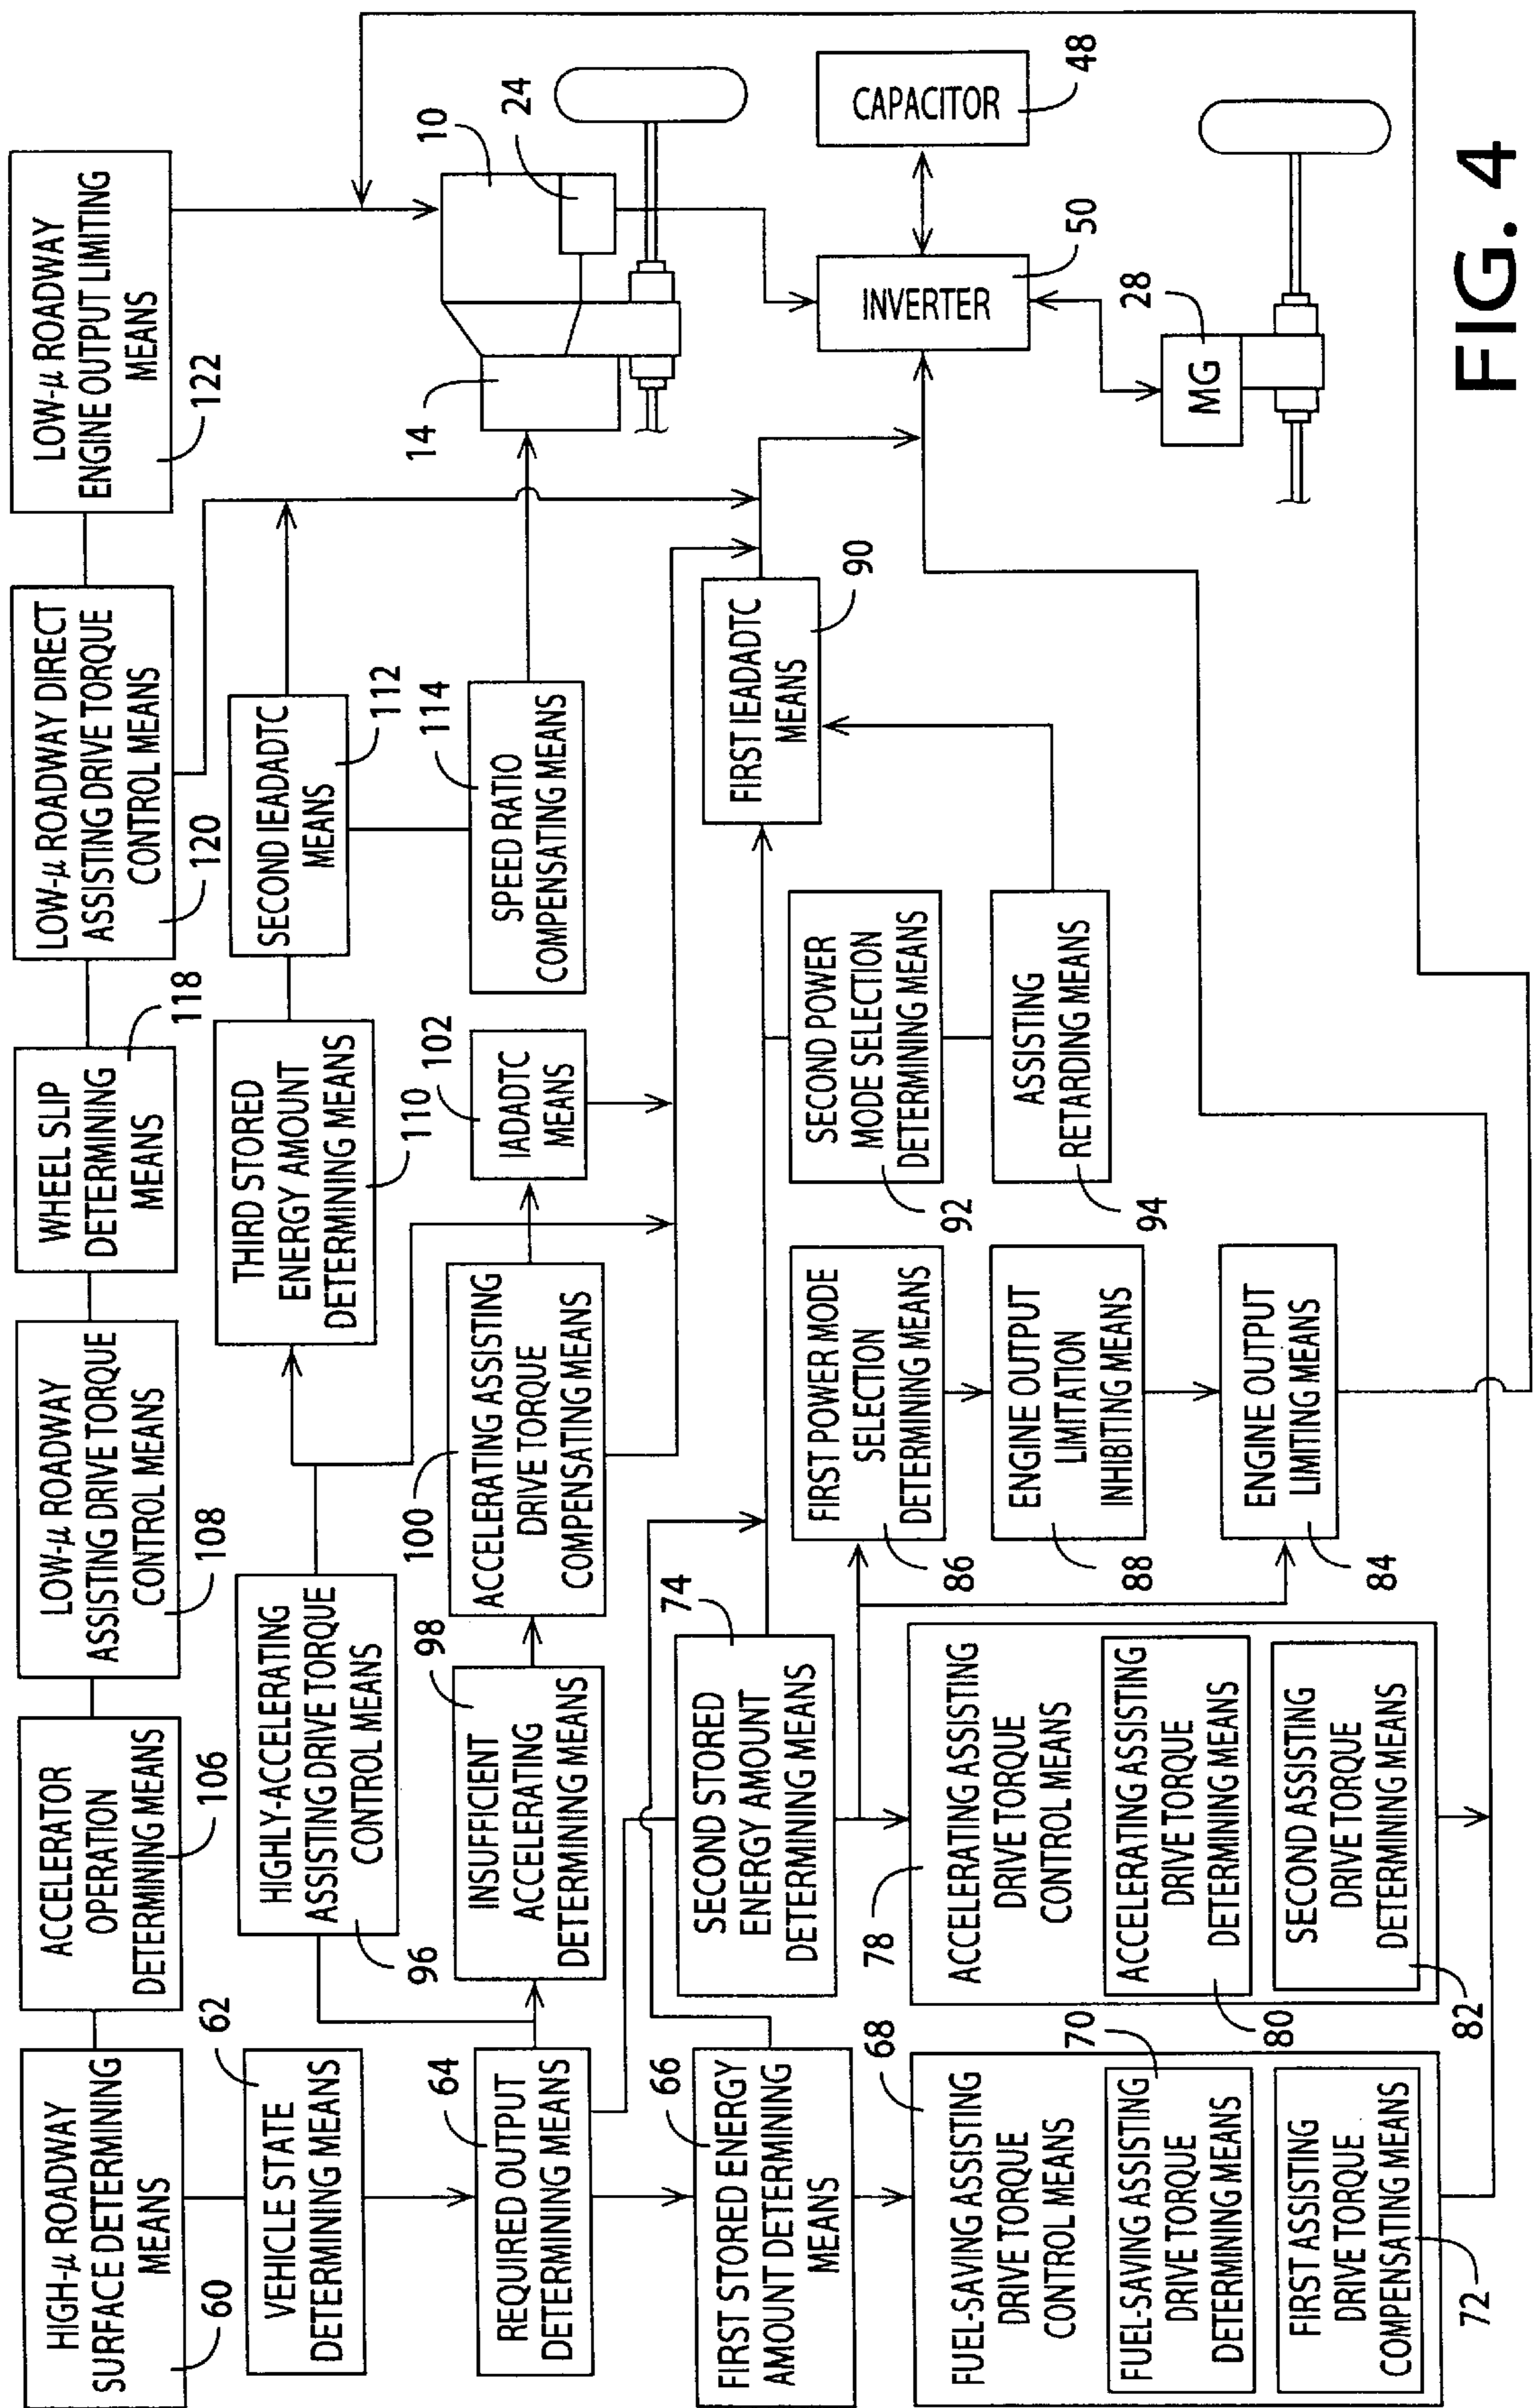 HIGH-μ ROADWAY
SURFACE DETERMINING
MEANS
60
ACCELERATOR
OPERATION
DETERMINING MEANS
106
LOW-μ ROADWAY
ASSISTING DRIVE TORQUE
CONTROL MEANS
108
WHEEL SLIP
DETERMINING
MEANS
118
LOW-μ ROADWAY DIRECT
ASSISTING DRIVE TORQUE
CONTROL MEANS
120
LOW-μ ROADWAY
ENGINE OUTPUT LIMITING
MEANS
122
VEHICLE STATE
DETERMINING MEANS
62
HIGHLY-ACCELERATING
ASSISTING DRIVE TORQUE
CONTROL MEANS
96
THIRD STORED
ENERGY AMOUNT
DETERMINING MEANS
110
SECOND IEADADTC
MEANS
112
REQUIRED OUTPUT
DETERMINING MEANS
64
INSUFFICIENT
ACCELERATING
DETERMINING MEANS
98
ACCELERATING ASSISTING
DRIVE TORQUE
COMPENSATING MEANS
100
IADADTC
MEANS
102
SPEED RATIO
COMPENSATING MEANS
114
14
10
24
FIRST STORED ENERGY
AMOUNT DETERMINING
MEANS
66
SECOND STORED
ENERGY AMOUNT
DETERMINING MEANS
74
FIRST IEADADTC
MEANS
90
FIRST POWER MODE
SELECTION
DETERMINING MEANS
86
SECOND POWER
MODE SELECTION
DETERMINING MEANS
92
INVERTER
50
CAPACITOR
48
FUEL-SAVING ASSISTING
DRIVE TORQUE
CONTROL MEANS
68
FUEL-SAVING ASSISTING
DRIVE TORQUE
DETERMINING MEANS
70
FIRST ASSISTING
DRIVE TORQUE
COMPENSATING MEANS
72
ACCELERATING ASSISTING
DRIVE TORQUE
CONTROL MEANS
78
ACCELERATING ASSISTING
DRIVE TORQUE
DETERMINING MEANS
80
SECOND ASSISTING
DRIVE TORQUE
DETERMINING MEANS
82
ENGINE OUTPUT
LIMITATION
INHIBITING MEANS
88
ENGINE OUTPUT
LIMITING MEANS
84
ASSISTING
RETARDING MEANS
94
MG
28
FIG. 4